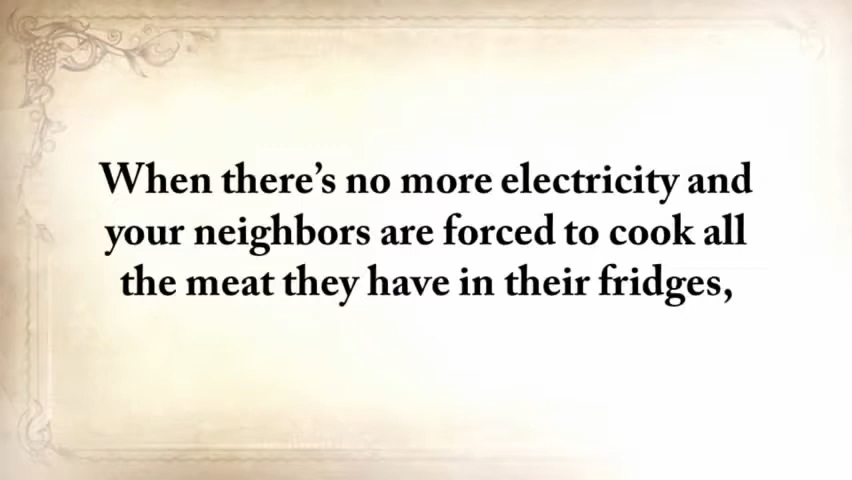 When there’s no more electricity and
your neighbors are forced to cook all
the meat they have in their fridges,